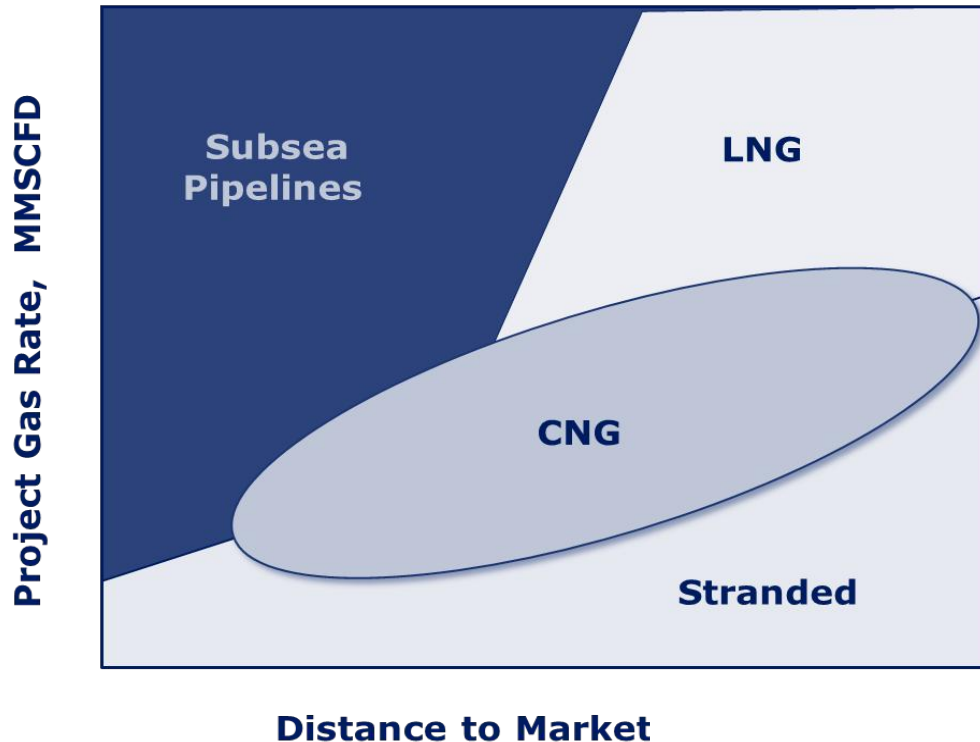 Project Gas Rate, MMSCFD
Subsea
Pipelines
LNG
CNG
Stranded
Distance to Market